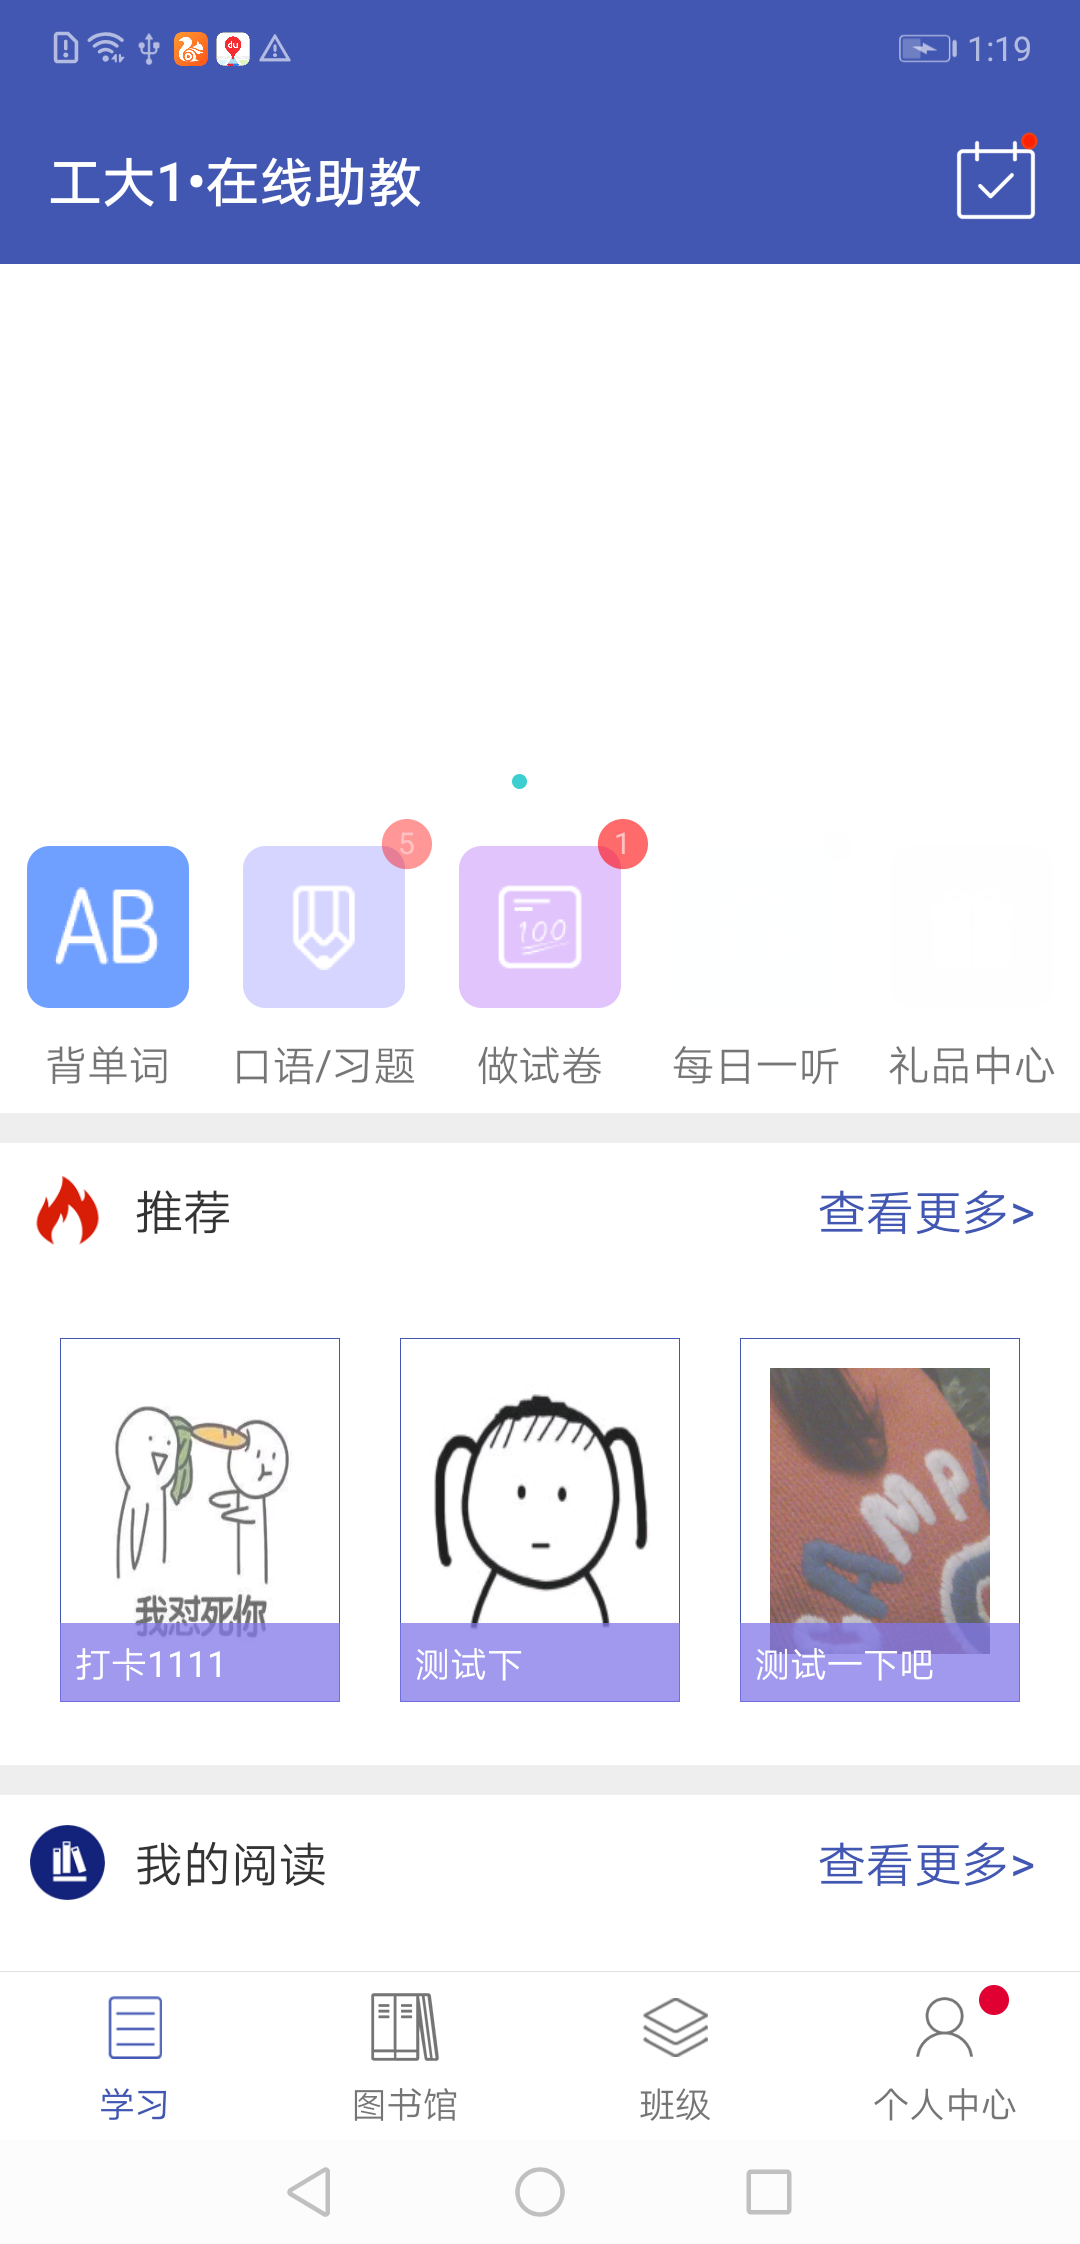 1:19
工大1•在线助教
5
1
AB
100
背单词
口语/习题
做试卷
每日一听
礼品中心
推荐
查看更多>
我怼死你
CAMP
打卡1111
测试下
测试一下吧
我的阅读
查看更多>
学习
图书馆
班级
个人中心